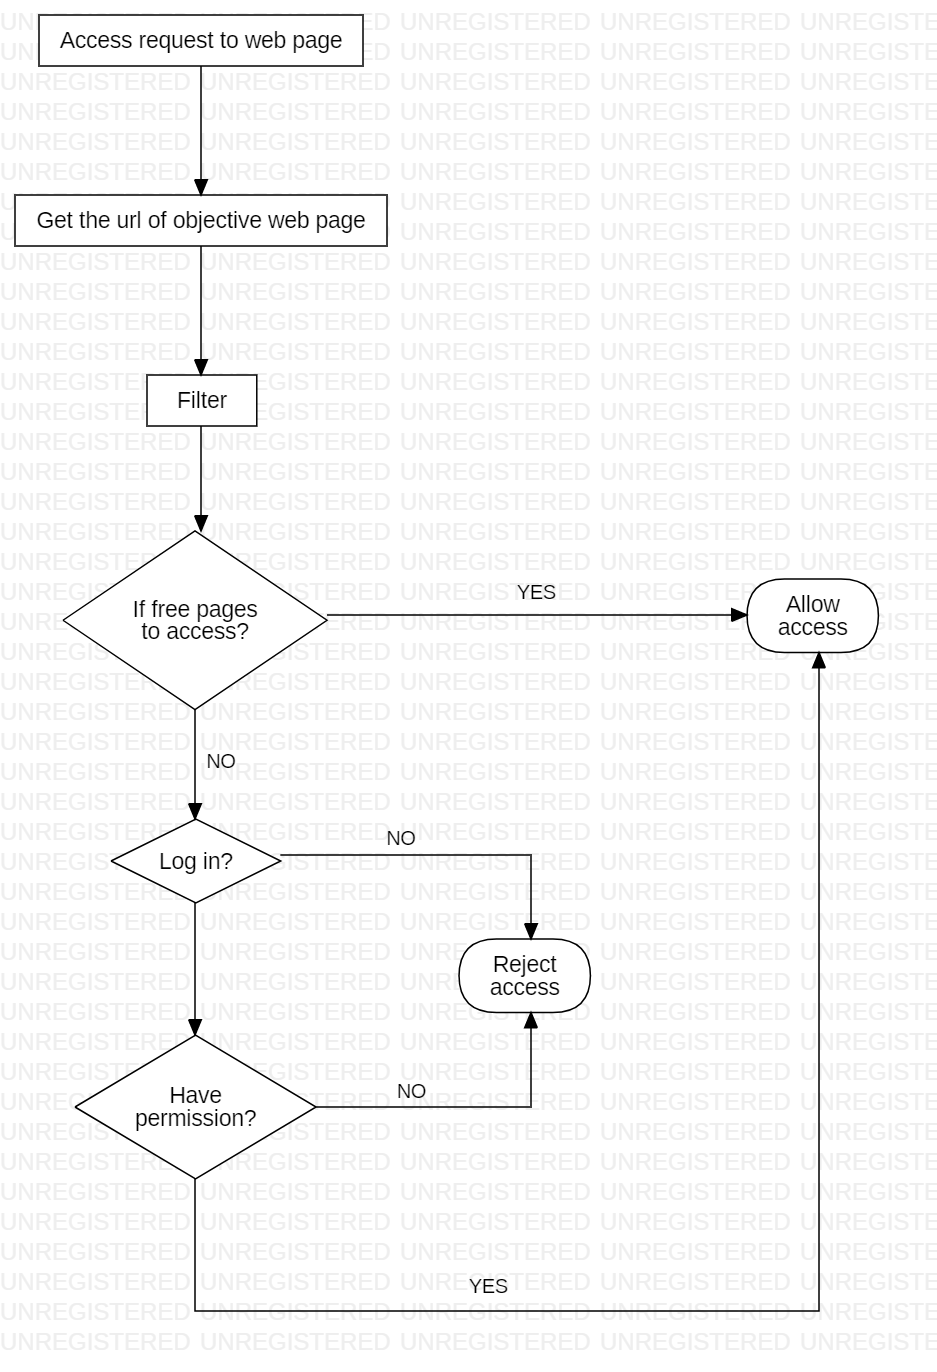 Access request to web page
Get the url of objective web page
Filter
If free pages
to access?
YES
Allow
access
NO
Log in?
NO
Reject
access
Have
permission?
NO
YES
UNREGISTERED